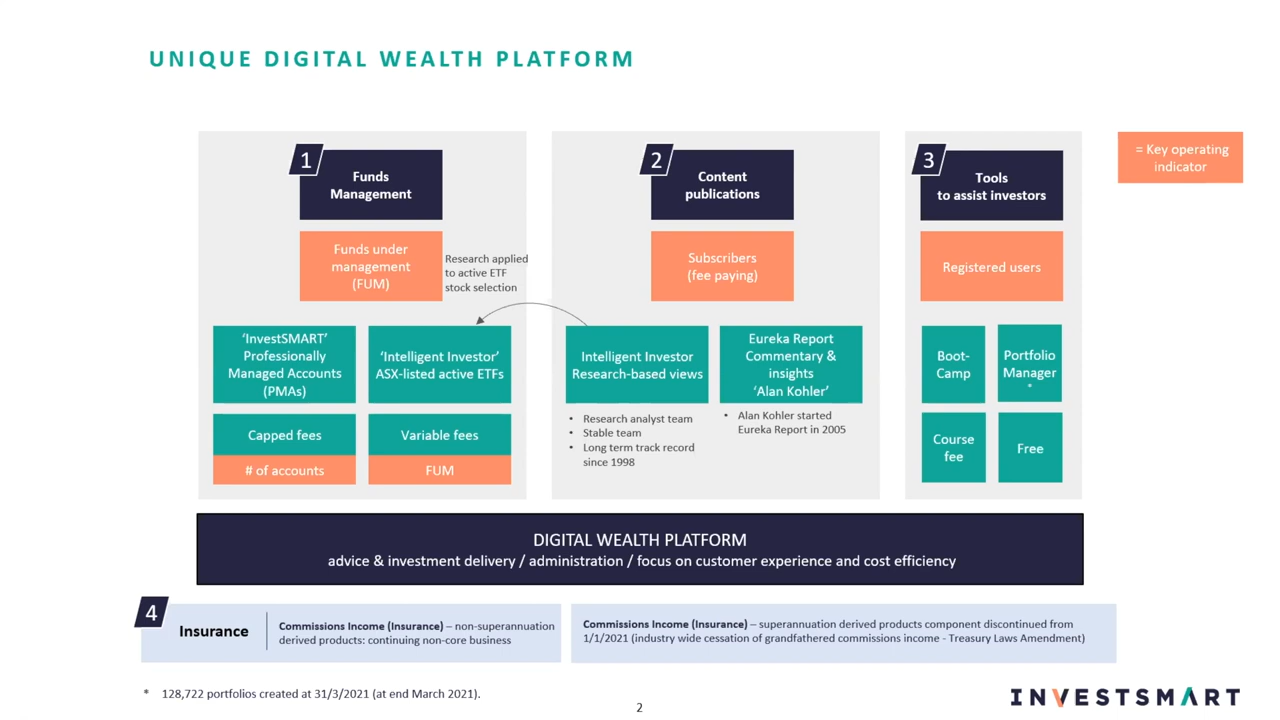 UNIQUE DIGITAL WEALTH PLATFORM
= Key operating
indicator
1
Funds
Management
Funds under
management
(FUM)
Research applied
to active ETF
stock selection
‘InvestSMART’
Professionally
Managed Accounts
(PMAs)
‘Intelligent Investor’
ASX-listed active ETFs
Capped fees
Variable fees
# of accounts
FUM
2
Content
publications
Subscribers
(fee paying)
Intelligent Investor
Research-based views
Eureka Report
Commentary &
insights
‘Alan Kohler’
• Research analyst team
• Stable team
• Long term track record
since 1998
• Alan Kohler started
Eureka Report in 2005
3
Tools
to assist investors
Registered users
Boot-
Camp
Portfolio
Manager
*
Course
fee
Free
DIGITAL WEALTH PLATFORM
advice & investment delivery / administration / focus on customer experience and cost efficiency
4
Insurance
Commissions Income (Insurance) – non-superannuation
derived products: continuing non-core business
Commissions Income (Insurance) – superannuation derived products component discontinued from
1/1/2021 (industry wide cessation of grandfathered commissions income - Treasury Laws Amendment)
* 128,722 portfolios created at 31/3/2021 (at end March 2021).
2
INVESTSMART